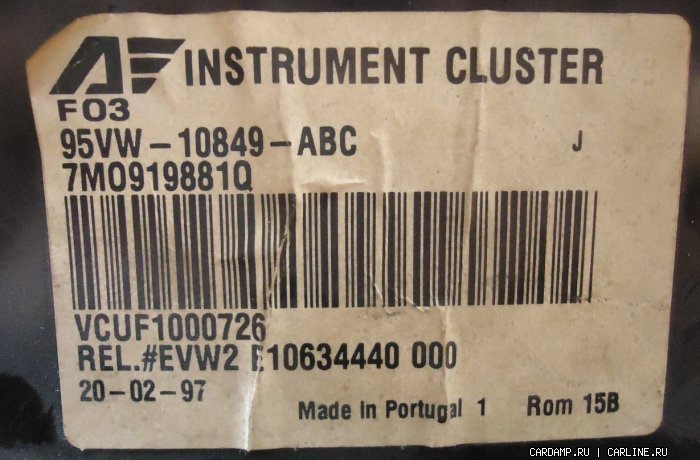 AF INSTRUMENT CLUSTER
F03
95VW-10849-ABC J
7M0919881Q
VCUF1000726
REL.#EVW2 E10634440 000
20-02-97
Made in Portugal 1 Rom 15B
CARDAMP.RU | CARLINE.RU